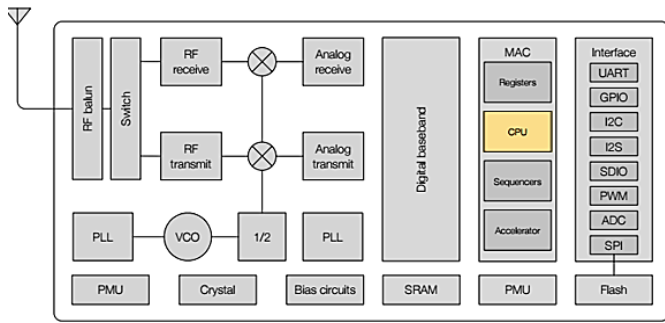 RF balun
Switch
RF
receive
Analog
receive
RF
transmit
Analog
transmit
PLL
VCO
1/2
PLL
Digital baseband
MAC
Registers
CPU
Sequencers
Accelerator
Interface
UART
GPIO
I2C
I2S
SDIO
PWM
ADC
SPI
PMU
Crystal
Bias circuits
SRAM
PMU
Flash